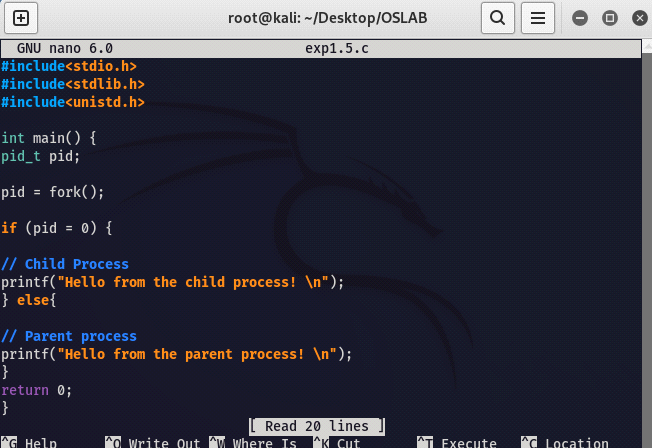 root@kali: ~/Desktop/OSLAB
GNU nano 6.0 exp1.5.c
#include<stdio.h>
#include<stdlib.h>
#include<unistd.h>
int main() {
pid_t pid;
pid = fork();
if (pid = 0) {
// Child Process
printf("Hello from the child process! \n");
} else{
// Parent process
printf("Hello from the parent process! \n");
}
return 0;
}
[ Read 20 lines ]
^G Help ^O Write Out ^W Where Is ^K Cut ^T Execute ^C Location